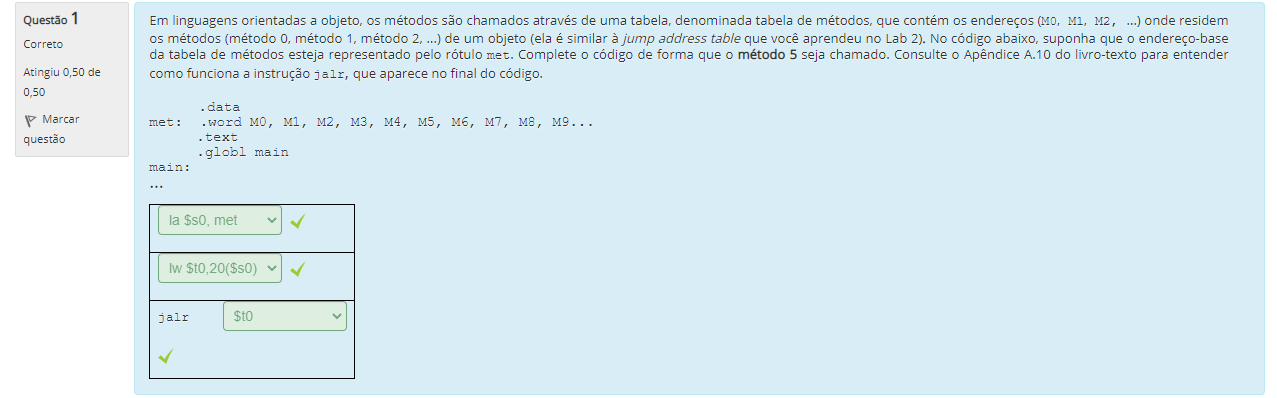 Questão 1
Correto
Atingiu 0,50 de
0,50
Marcar
questão
Em linguagens orientadas a objeto, os métodos são chamados através de uma tabela, denominada tabela de métodos, que contém os endereços (M0, M1, M2, ...) onde residem
os métodos (método 0, método 1, método 2, ...) de um objeto (ela é similar à jump address table que você aprendeu no Lab 2). No código abaixo, suponha que o endereço-base
da tabela de métodos esteja representado pelo rótulo met. Complete o código de forma que o método 5 seja chamado. Consulte o Apêndice A.10 do livro-texto para entender
como funciona a instrução jalr, que aparece no final do código.
.data
met: .word M0, M1, M2, M3, M4, M5, M6, M7, M8, M9...
.text
.globl main
main:
...
la $s0, met
lw $t0,20($s0)
jalr $t0